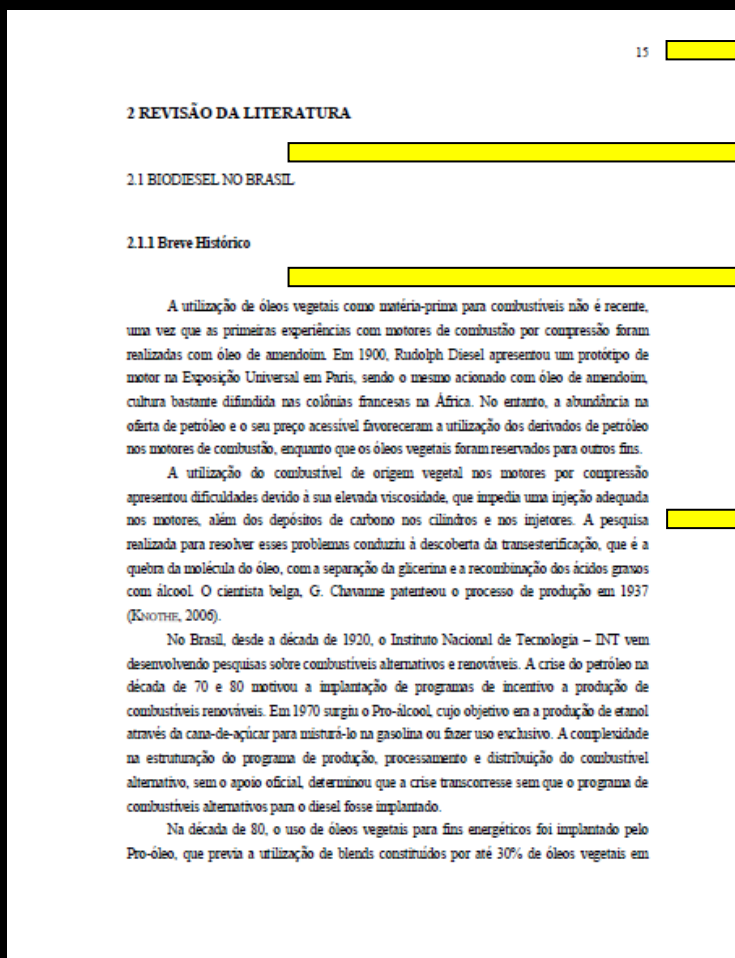 15
2 REVISÃO DA LITERATURA
2.1 BIODIESEL NO BRASIL
2.1.1 Breve Histórico
A utilização de óleos vegetais como matéria-prima para combustíveis não é recente,
uma vez que as primeiras experiências com motores de combustão por compressão foram
realizadas com óleo de amendoim. Em 1900, Rudolph Diesel apresentou um protótipo de
motor na Exposição Universal em Paris, sendo o mesmo acionado com óleo de amendoim,
cultura bastante difundida nas colônias francesas na África. No entanto, a abundância na
oferta de petróleo e o seu preço acessível favoreceram a utilização dos derivados de petróleo
nos motores de combustão, enquanto que os óleos vegetais foram reservados para outros fins.
A utilização do combustível de origem vegetal nos motores por compressão
apresentou dificuldades devido à sua elevada viscosidade, que impedia uma injeção adequada
nos motores, além dos depósitos de carbono nos cilindros e nos injetores. A pesquisa
realizada para resolver esses problemas conduziu à descoberta da transesterificação, que é a
quebra da molécula do óleo, com a separação da glicerina e a recombinação dos ácidos graxos
com álcool. O cientista belga, G. Chavanne patenteou o processo de produção em 1937
(KNOTHE, 2006).
No Brasil, desde a década de 1920, o Instituto Nacional de Tecnologia – INT vem
desenvolvendo pesquisas sobre combustíveis alternativos e renováveis. A crise do petróleo na
década de 70 e 80 motivou a implantação de programas de incentivo a produção de
combustíveis renováveis. Em 1970 surgiu o Pro-álcool, cujo objetivo era a produção de etanol
através da cana-de-açúcar para misturá-lo na gasolina ou fazer uso exclusivo. A complexidade
na estruturação do programa de produção, processamento e distribuição do combustível
alternativo, sem o apoio oficial, determinou que a crise transcorresse sem que o programa de
combustíveis alternativos para o diesel fosse implantado.
Na década de 80, o uso de óleos vegetais para fins energéticos foi implantado pelo
Pro-óleo, que previa a utilização de blends constituídos por até 30% de óleos vegetais em